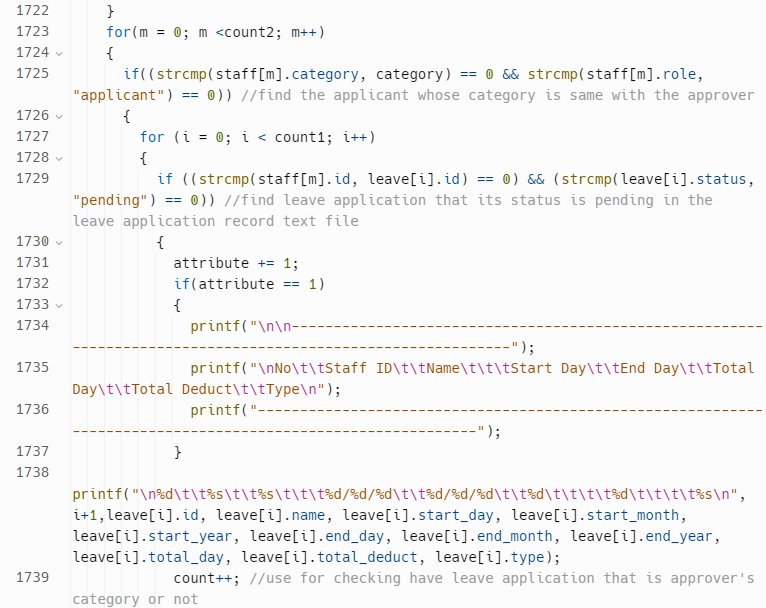 1722 }
1723 for(m = 0; m <count2; m++)
1724 {
1725 if((strcmp(staff[m].category, category) == 0 && strcmp(staff[m].role,
"applicant") == 0)) //find the applicant whose category is same with the approver
1726 {
1727 for (i = 0; i < count1; i++)
1728 {
1729 if ((strcmp(staff[m].id, leave[i].id) == 0) && (strcmp(leave[i].status,
"pending") == 0)) //find leave application that its status is pending in the
leave application record text file
1730 {
1731 attribute += 1;
1732 if(attribute == 1)
1733 {
1734 printf("\n\n--------------------------------------------------------
----------------------------------------------------");
1735 printf("\nNo\t\tStaff ID\t\tName\t\t\tStart Day\t\tEnd Day\t\tTotal
Day\t\tTotal Deduct\t\tType\n");
1736 printf("------------------------------------------------------------
------------------------------------------------");
1737 }
1738
printf("\n%d\t\t%s\t\t%s\t\t\t%d/%d/%d\t\t%d/%d/%d\t\t%d\t\t\t\t%d\t\t\t\t%s\n",
i+1,leave[i].id, leave[i].name, leave[i].start_day, leave[i].start_month,
leave[i].start_year, leave[i].end_day, leave[i].end_month, leave[i].end_year,
leave[i].total_day, leave[i].total_deduct, leave[i].type);
1739 count++; //use for checking have leave application that is approver's
category or not